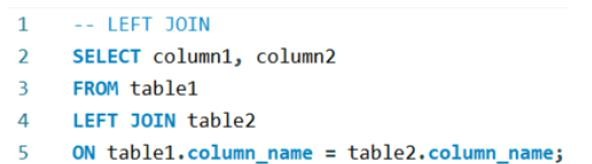 1 -- LEFT JOIN
2 SELECT column1, column2
3 FROM table1
4 LEFT JOIN table2
5 ON table1.column_name = table2.column_name;